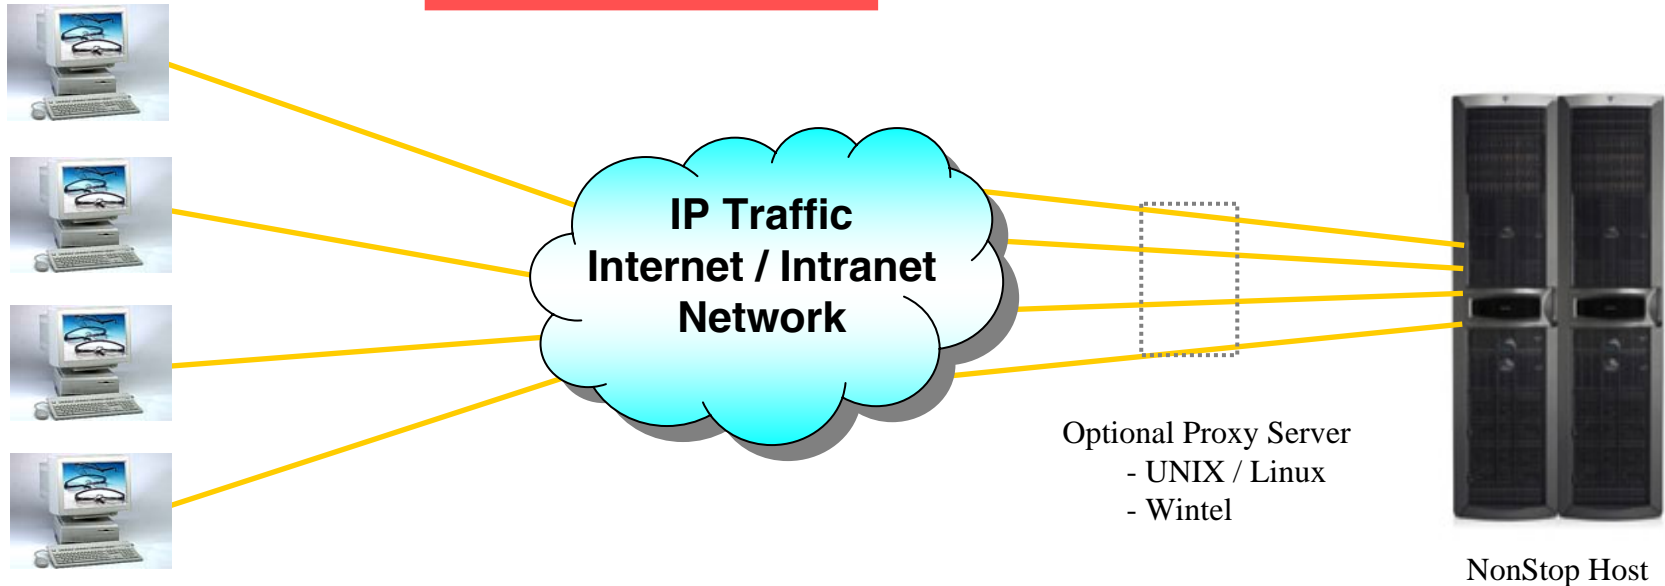 IP Traffic
Internet / Intranet
Network
Optional Proxy Server
- UNIX / Linux
- Wintel
NonStop Host